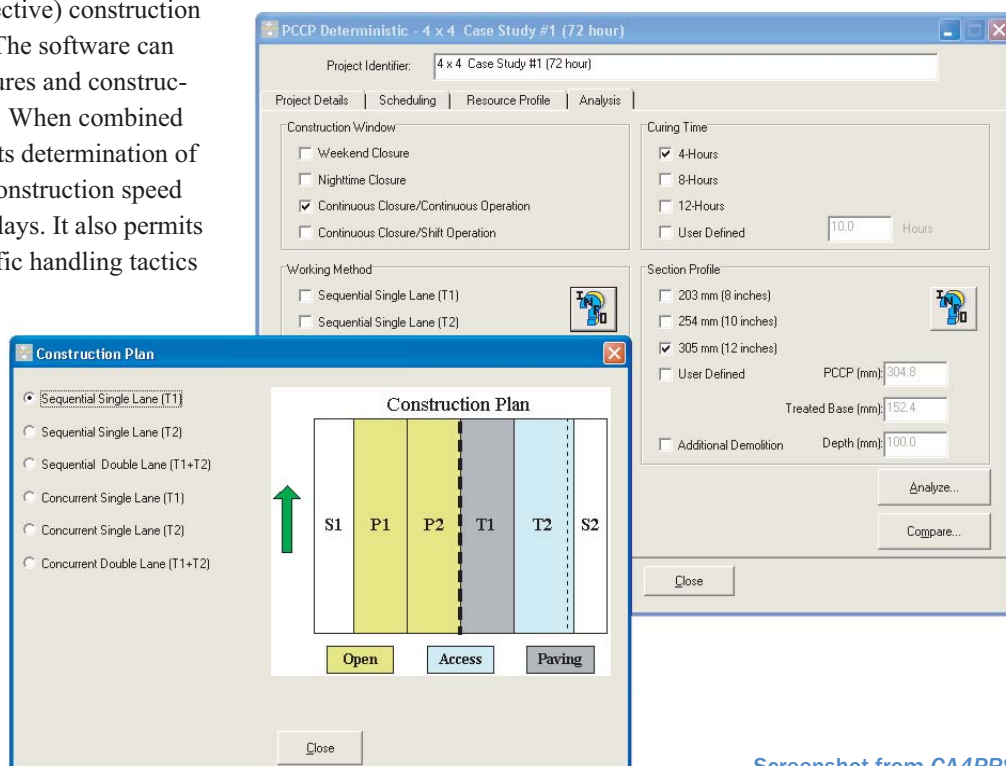 ective) construction
The software can
ures and construc-
When combined
ts determination of
onstruction speed
lays. It also permits
fic handling tactics
PCCP Deterministic - 4 x 4 Case Study #1 (72 hour)
Project Identifier: 4 x 4 Case Study #1 (72 hour)
Project Details | Scheduling | Resource Profile | Analysis
Construction Window
Weekend Closure
Nighttime Closure
Continuous Closure/Continuous Operation
Continuous Closure/Shift Operation
Curing Time
4-Hours
8-Hours
12-Hours
User Defined 10.0 Hours
Working Method
Sequential Single Lane (T1)
Sequential Single Lane (T2)
INFO
Section Profile
203 mm (8 inches)
254 mm (10 inches)
305 mm (12 inches)
User Defined PCCP (mm): 304.8
Treated Base (mm): 152.4
Additional Demolition Depth (mm): 100.0
INFO
Analyze...
Compare...
Close
Construction Plan
Sequential Single Lane (T1)
Sequential Single Lane (T2)
Sequential Double Lane (T1+T2)
Concurrent Single Lane (T1)
Concurrent Single Lane (T2)
Concurrent Double Lane (T1+T2)
Construction Plan
S1 P1 P2 T1 T2 S2
Open Access Paving
Close
Screenshot from CA4PRS